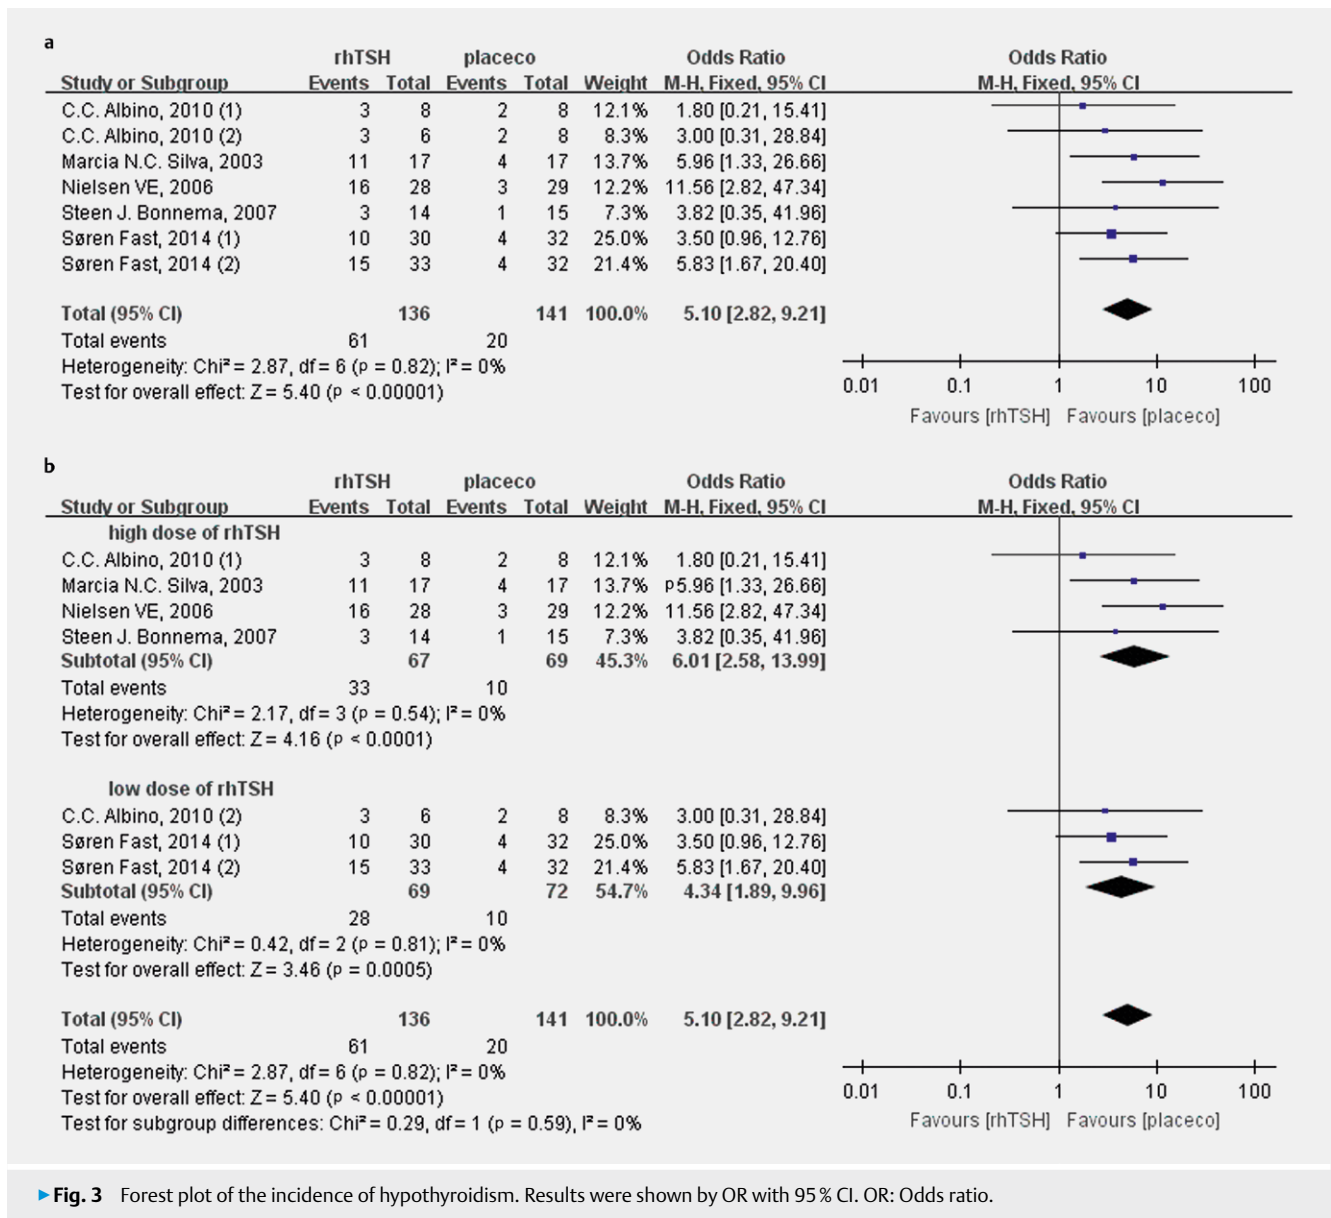 a
rhTSH placeco Odds Ratio Odds Ratio
Study or Subgroup Events Total Events Total Weight M-H, Fixed, 95% CI M-H, Fixed, 95% CI
C.C. Albino, 2010 (1) 3 8 2 8 12.1% 1.80 [0.21, 15.41]
C.C. Albino, 2010 (2) 3 6 2 8 8.3% 3.00 [0.31, 28.84]
Marcia N.C. Silva, 2003 11 17 4 17 13.7% 5.96 [1.33, 26.66]
Nielsen VE, 2006 16 28 3 29 12.2% 11.56 [2.82, 47.34]
Steen J. Bonnema, 2007 3 14 1 15 7.3% 3.82 [0.35, 41.96]
Søren Fast, 2014 (1) 10 30 4 32 25.0% 3.50 [0.96, 12.76]
Søren Fast, 2014 (2) 15 33 4 32 21.4% 5.83 [1.67, 20.40]
Total (95% CI) 136 141 100.0% 5.10 [2.82, 9.21]
Total events 61 20
Heterogeneity: Chi² = 2.87, df = 6 (p = 0.82); I² = 0%
Test for overall effect: Z = 5.40 (p < 0.00001)
0.01 0.1 1 10 100
Favours [rhTSH] Favours [placeco]
b
rhTSH placeco Odds Ratio Odds Ratio
Study or Subgroup Events Total Events Total Weight M-H, Fixed, 95% CI M-H, Fixed, 95% CI
high dose of rhTSH
C.C. Albino, 2010 (1) 3 8 2 8 12.1% 1.80 [0.21, 15.41]
Marcia N.C. Silva, 2003 11 17 4 17 13.7% p5.96 [1.33, 26.66]
Nielsen VE, 2006 16 28 3 29 12.2% 11.56 [2.82, 47.34]
Steen J. Bonnema, 2007 3 14 1 15 7.3% 3.82 [0.35, 41.96]
Subtotal (95% CI) 67 69 45.3% 6.01 [2.58, 13.99]
Total events 33 10
Heterogeneity: Chi² = 2.17, df = 3 (p = 0.54); I² = 0%
Test for overall effect: Z = 4.16 (p < 0.0001)
low dose of rhTSH
C.C. Albino, 2010 (2) 3 6 2 8 8.3% 3.00 [0.31, 28.84]
Søren Fast, 2014 (1) 10 30 4 32 25.0% 3.50 [0.96, 12.76]
Søren Fast, 2014 (2) 15 33 4 32 21.4% 5.83 [1.67, 20.40]
Subtotal (95% CI) 69 72 54.7% 4.34 [1.89, 9.96]
Total events 28 10
Heterogeneity: Chi² = 0.42, df = 2 (p = 0.81); I² = 0%
Test for overall effect: Z = 3.46 (p = 0.0005)
Total (95% CI) 136 141 100.0% 5.10 [2.82, 9.21]
Total events 61 20
Heterogeneity: Chi² = 2.87, df = 6 (p = 0.82); I² = 0%
Test for overall effect: Z = 5.40 (p < 0.00001)
Test for subgroup differences: Chi² = 0.29, df = 1 (p = 0.59), I² = 0%
0.01 0.1 1 10 100
Favours [rhTSH] Favours [placeco]
▶Fig. 3 Forest plot of the incidence of hypothyroidism. Results were shown by OR with 95 % CI. OR: Odds ratio.